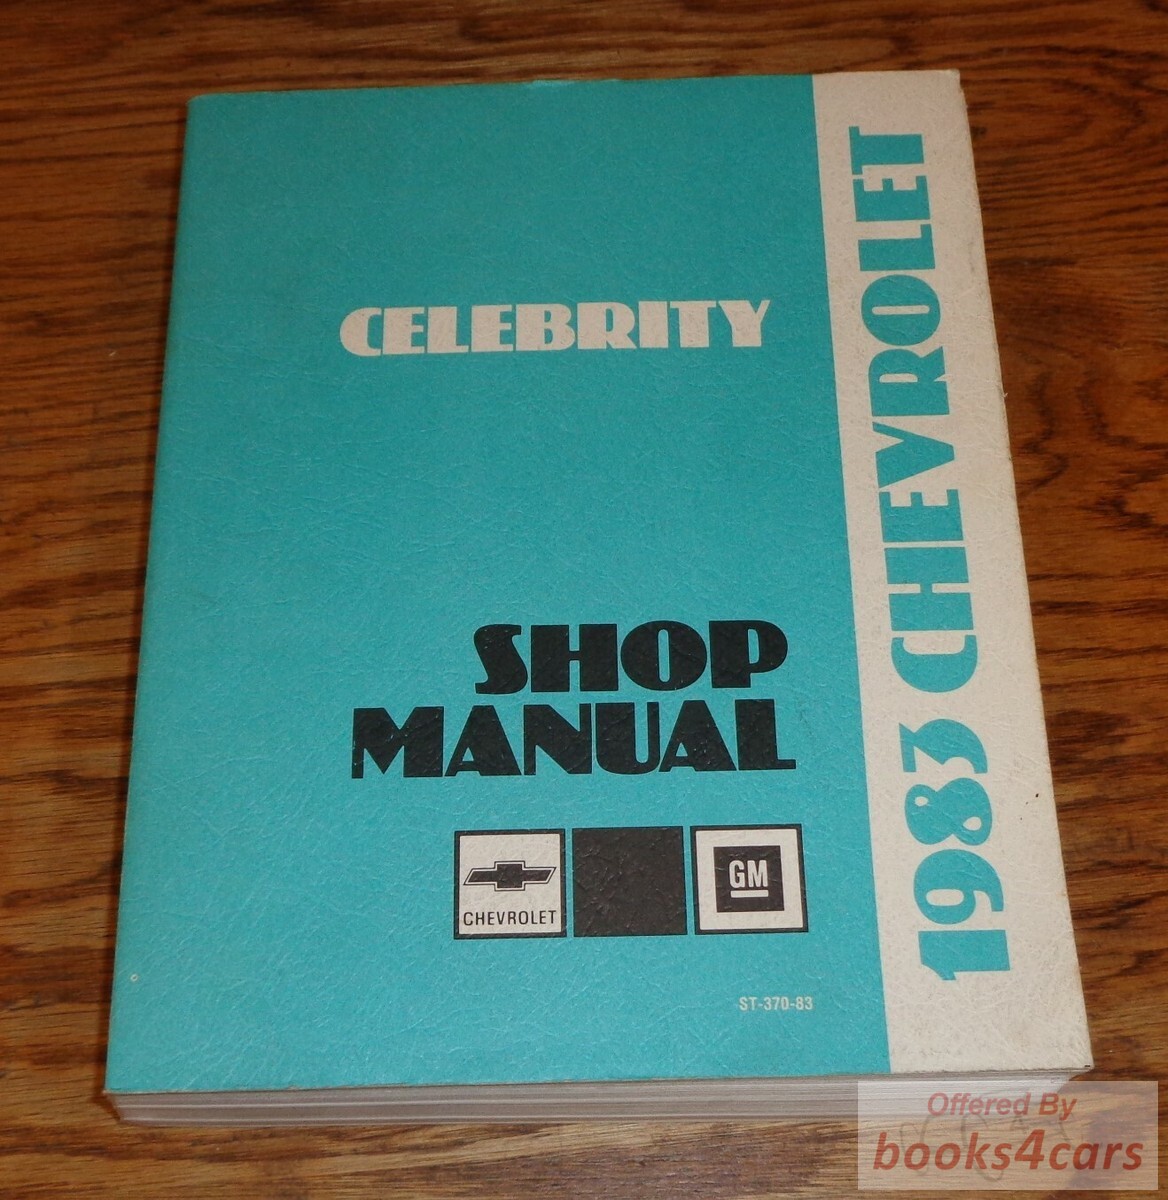 CELEBRITY
SHOP
MANUAL
CHEVROLET
GM
ST-370-83
1983 CHEVROLET
Offered By
books4cars